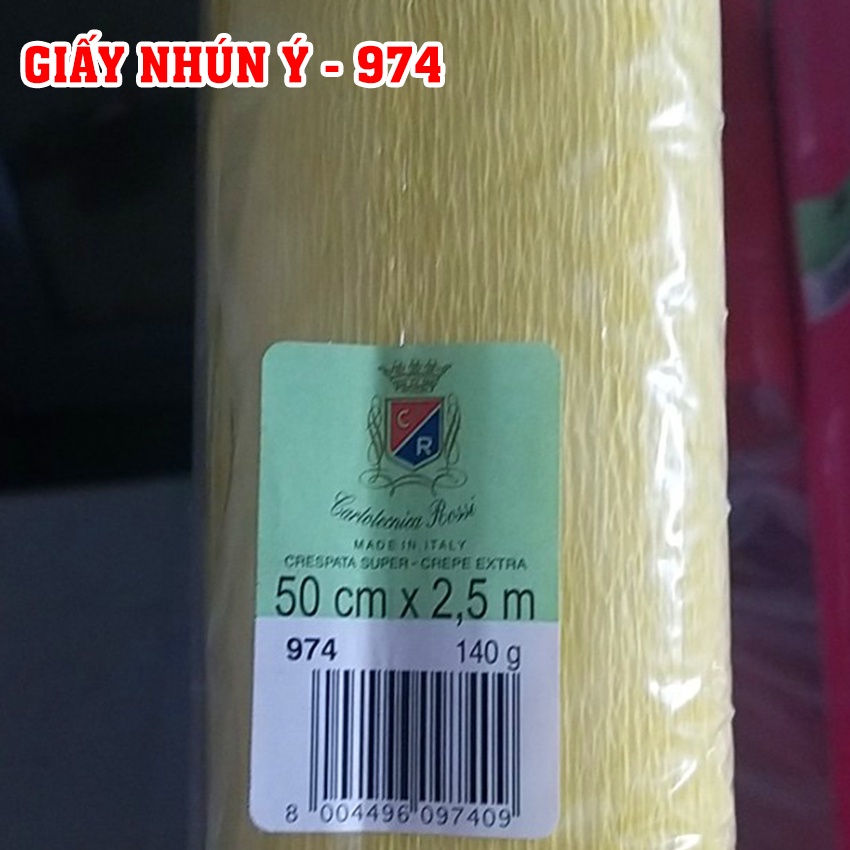 GIẤY NHÚN Ý - 974
C
R
Cartotecnica Rossi
MADE IN ITALY
CRESPATA SUPER - CREPE EXTRA
50 cm x 2,5 m
974 140 g
8 004496 097409